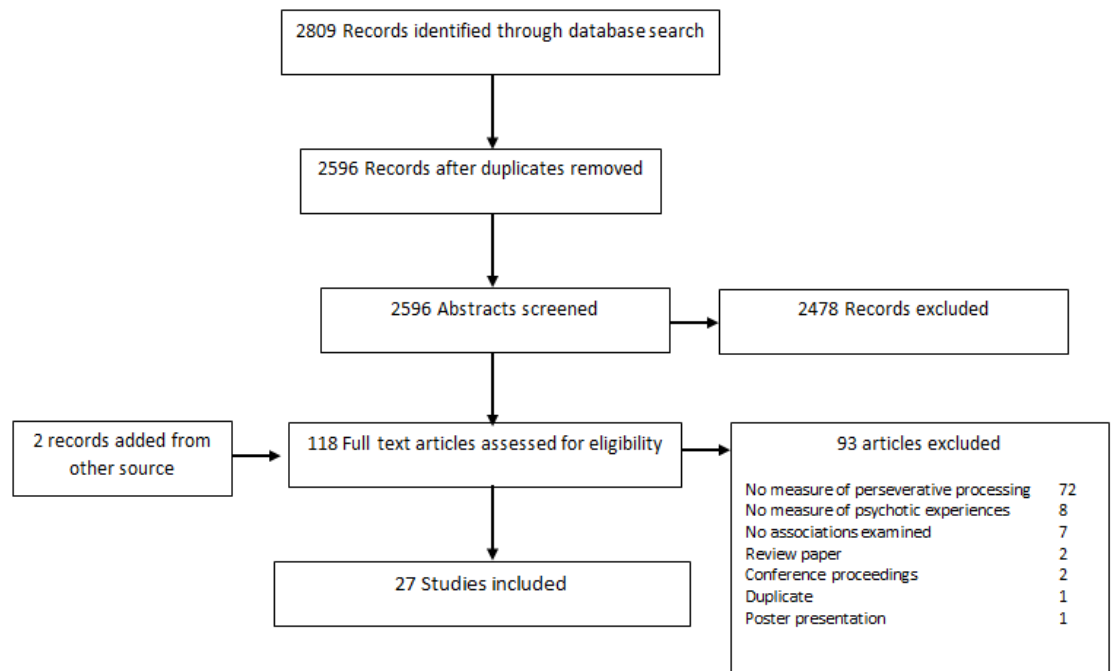 2809 Records identified through database search
2596 Records after duplicates removed
2596 Abstracts screened
2478 Records excluded
2 records added from
other source
118 Full text articles assessed for eligibility
93 articles excluded
No measure of perseverative processing 72
No measure of psychotic experiences 8
No associations examined 7
Review paper 2
Conference proceedings 2
Duplicate 1
Poster presentation 1
27 Studies included